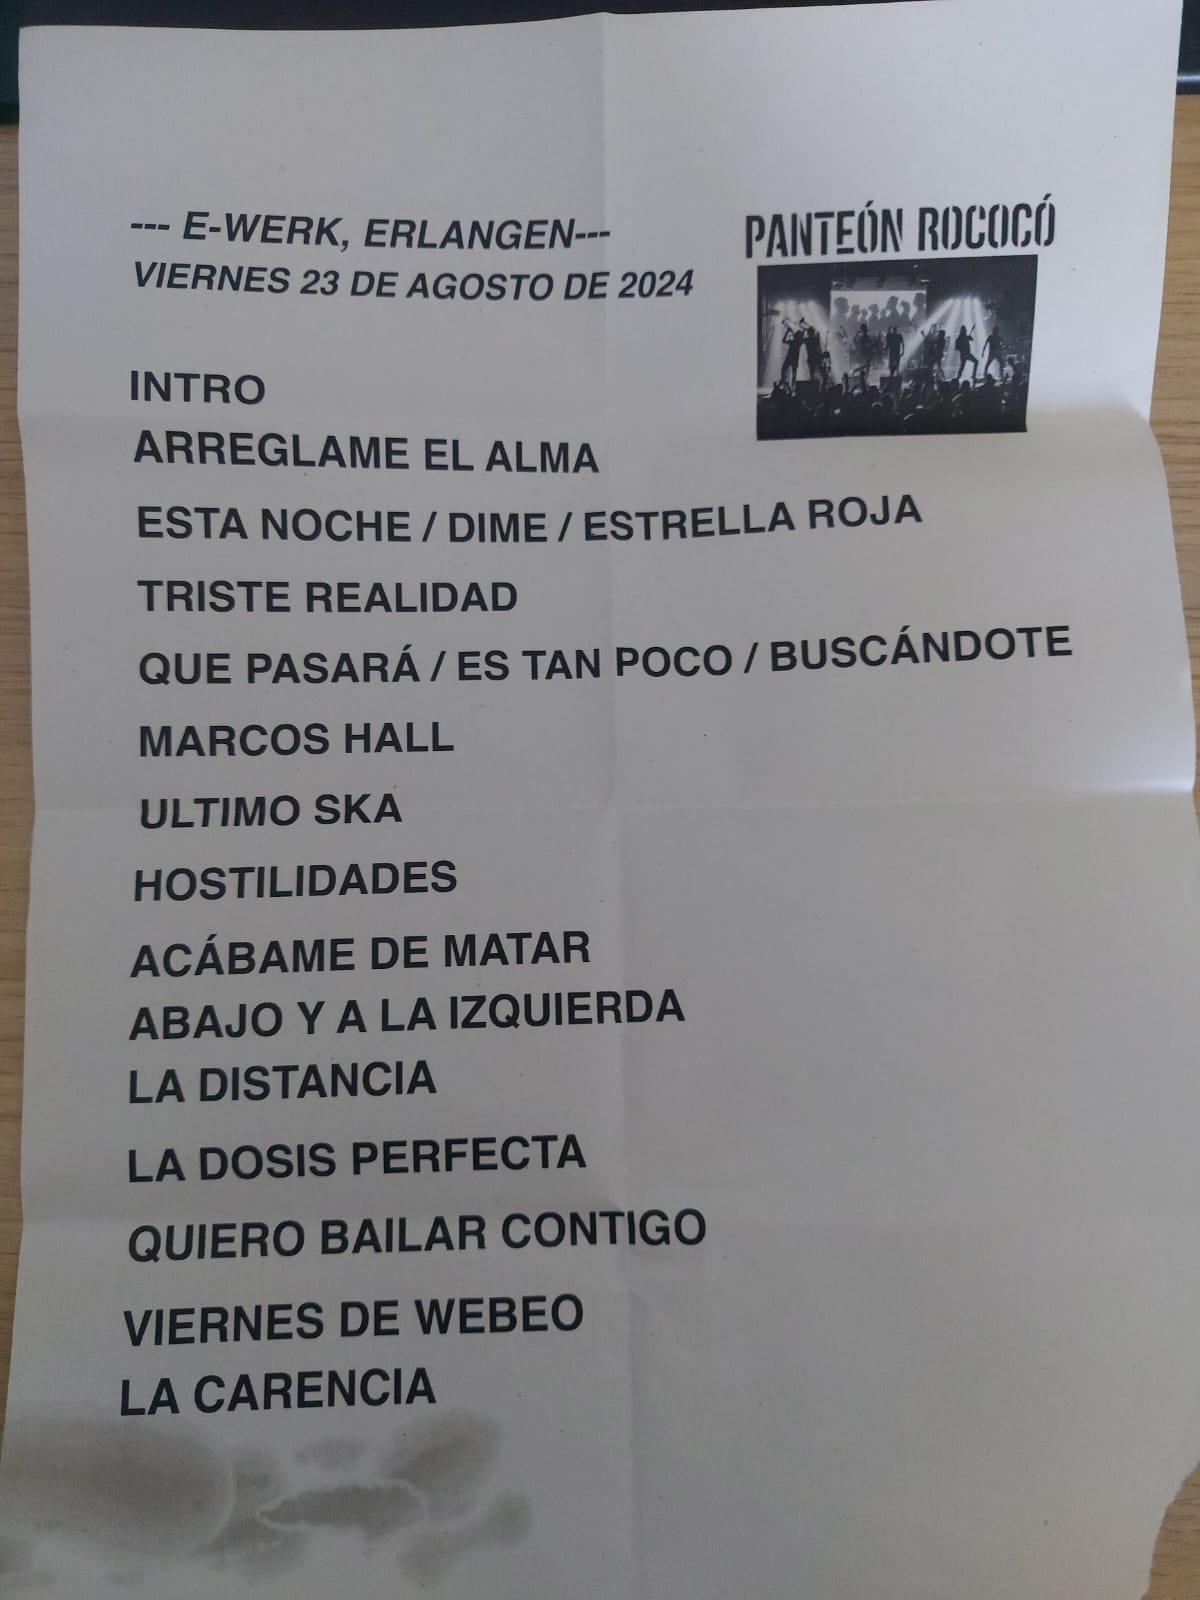 --- E-WERK, ERLANGEN---
VIERNES 23 DE AGOSTO DE 2024
PANTEÓN ROCOCÓ
INTRO
ARREGLAME EL ALMA
ESTA NOCHE / DIME / ESTRELLA ROJA
TRISTE REALIDAD
QUE PASARÁ / ES TAN POCO / BUSCÁNDOTE
MARCOS HALL
ULTIMO SKA
HOSTILIDADES
ACÁBAME DE MATAR
ABAJO Y A LA IZQUIERDA
LA DISTANCIA
LA DOSIS PERFECTA
QUIERO BAILAR CONTIGO
VIERNES DE WEBEO
LA CARENCIA